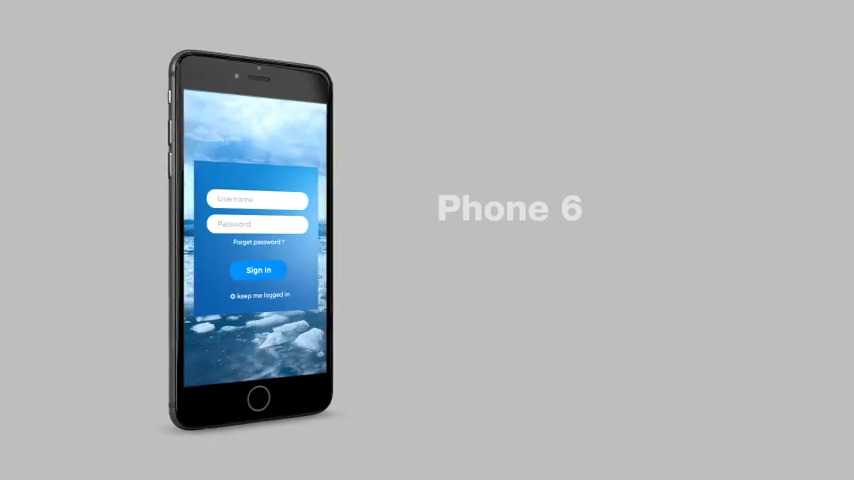 Username
Password
Forget password ?
Sign in
keep me logged in
Phone 6